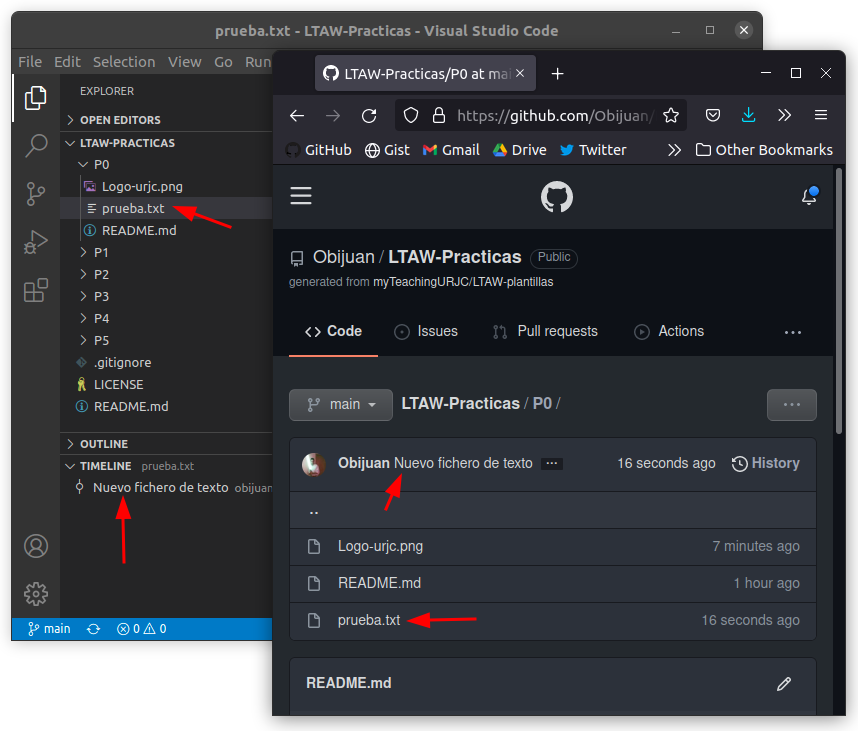 prueba.txt - LTAW-Practicas - Visual Studio Code
File Edit Selection View Go Run
EXPLORER
OPEN EDITORS
LTAW-PRACTICAS
P0
Logo-urjc.png
prueba.txt
README.md
P1
P2
P3
P4
P5
.gitignore
LICENSE
README.md
OUTLINE
TIMELINE prueba.txt
Nuevo fichero de texto obijuan
main 0 0
LTAW-Practicas/P0 at mai
https://github.com/Obijuan/
GitHub Gist Gmail Drive Twitter Other Bookmarks
Obijuan / LTAW-Practicas Public
generated from myTeachingURJC/LTAW-plantillas
Code Issues Pull requests Actions
main LTAW-Practicas / P0 /
Obijuan Nuevo fichero de texto 16 seconds ago History
..
Logo-urjc.png 7 minutes ago
README.md 1 hour ago
prueba.txt 16 seconds ago
README.md